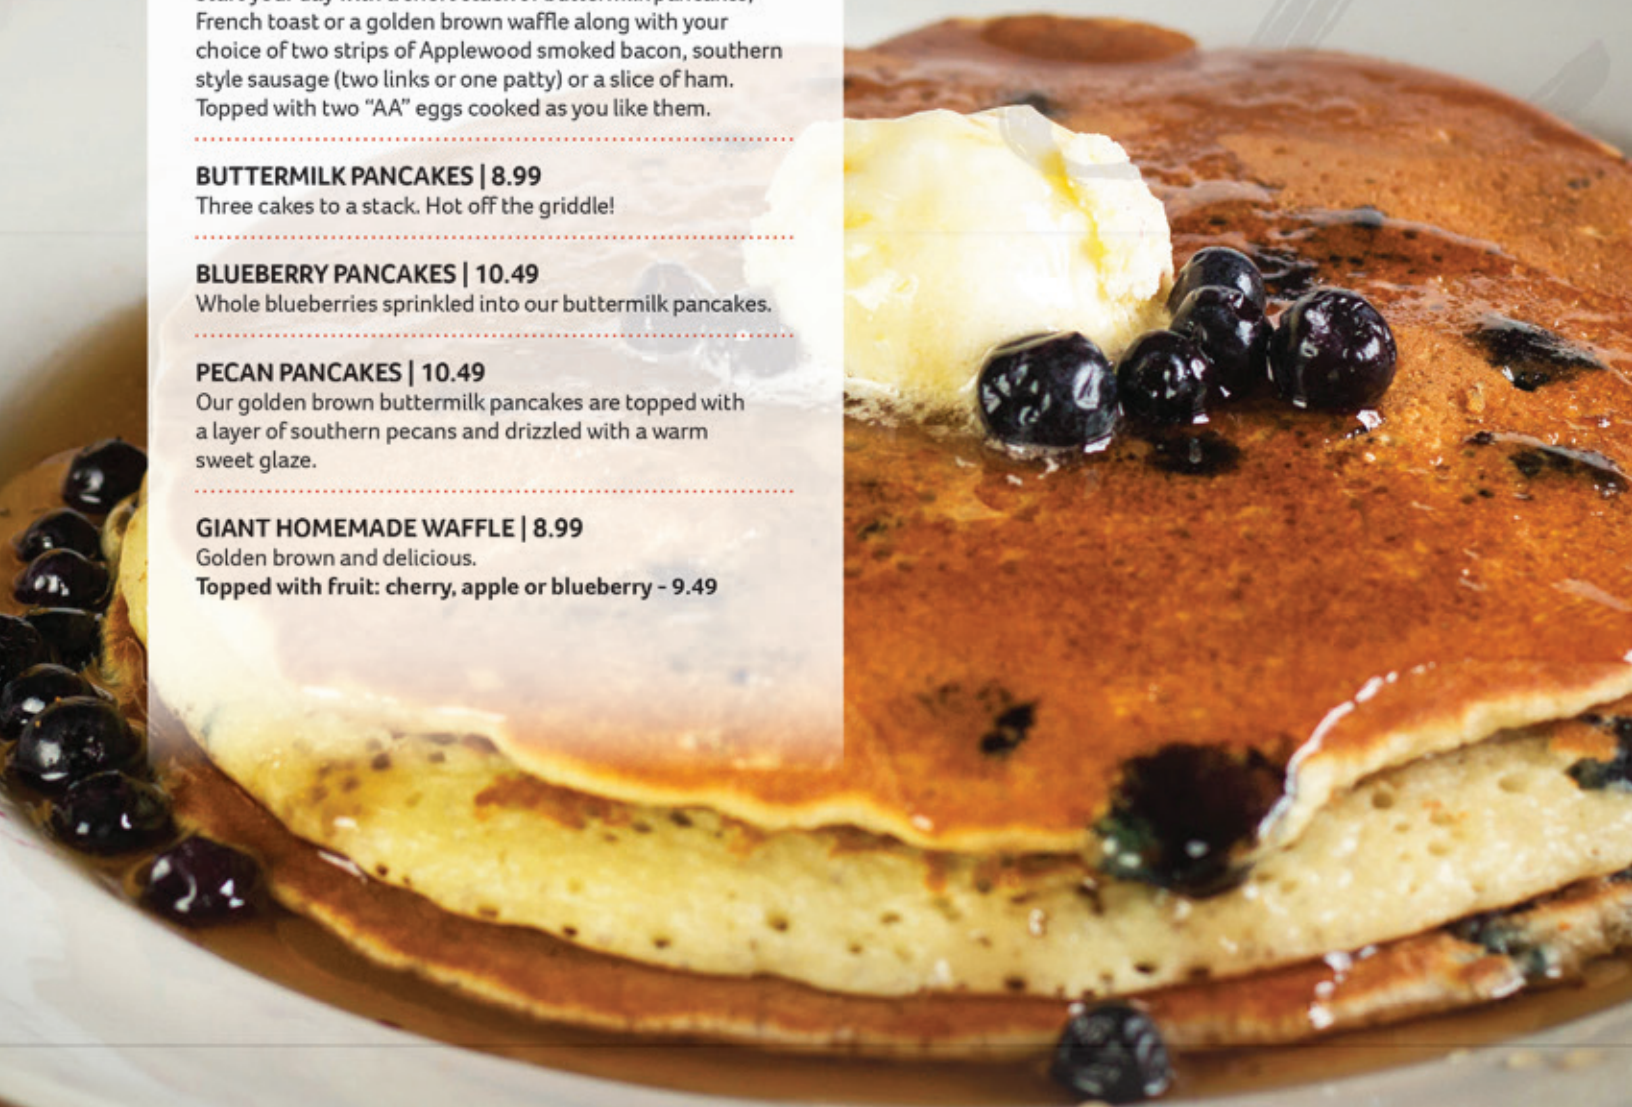 French toast or a golden brown waffle along with your
choice of two strips of Applewood smoked bacon, southern
style sausage (two links or one patty) or a slice of ham.
Topped with two “AA” eggs cooked as you like them.
BUTTERMILK PANCAKES | 8.99
Three cakes to a stack. Hot off the griddle!
BLUEBERRY PANCAKES | 10.49
Whole blueberries sprinkled into our buttermilk pancakes.
PECAN PANCAKES | 10.49
Our golden brown buttermilk pancakes are topped with
a layer of southern pecans and drizzled with a warm
sweet glaze.
GIANT HOMEMADE WAFFLE | 8.99
Golden brown and delicious.
Topped with fruit: cherry, apple or blueberry - 9.49